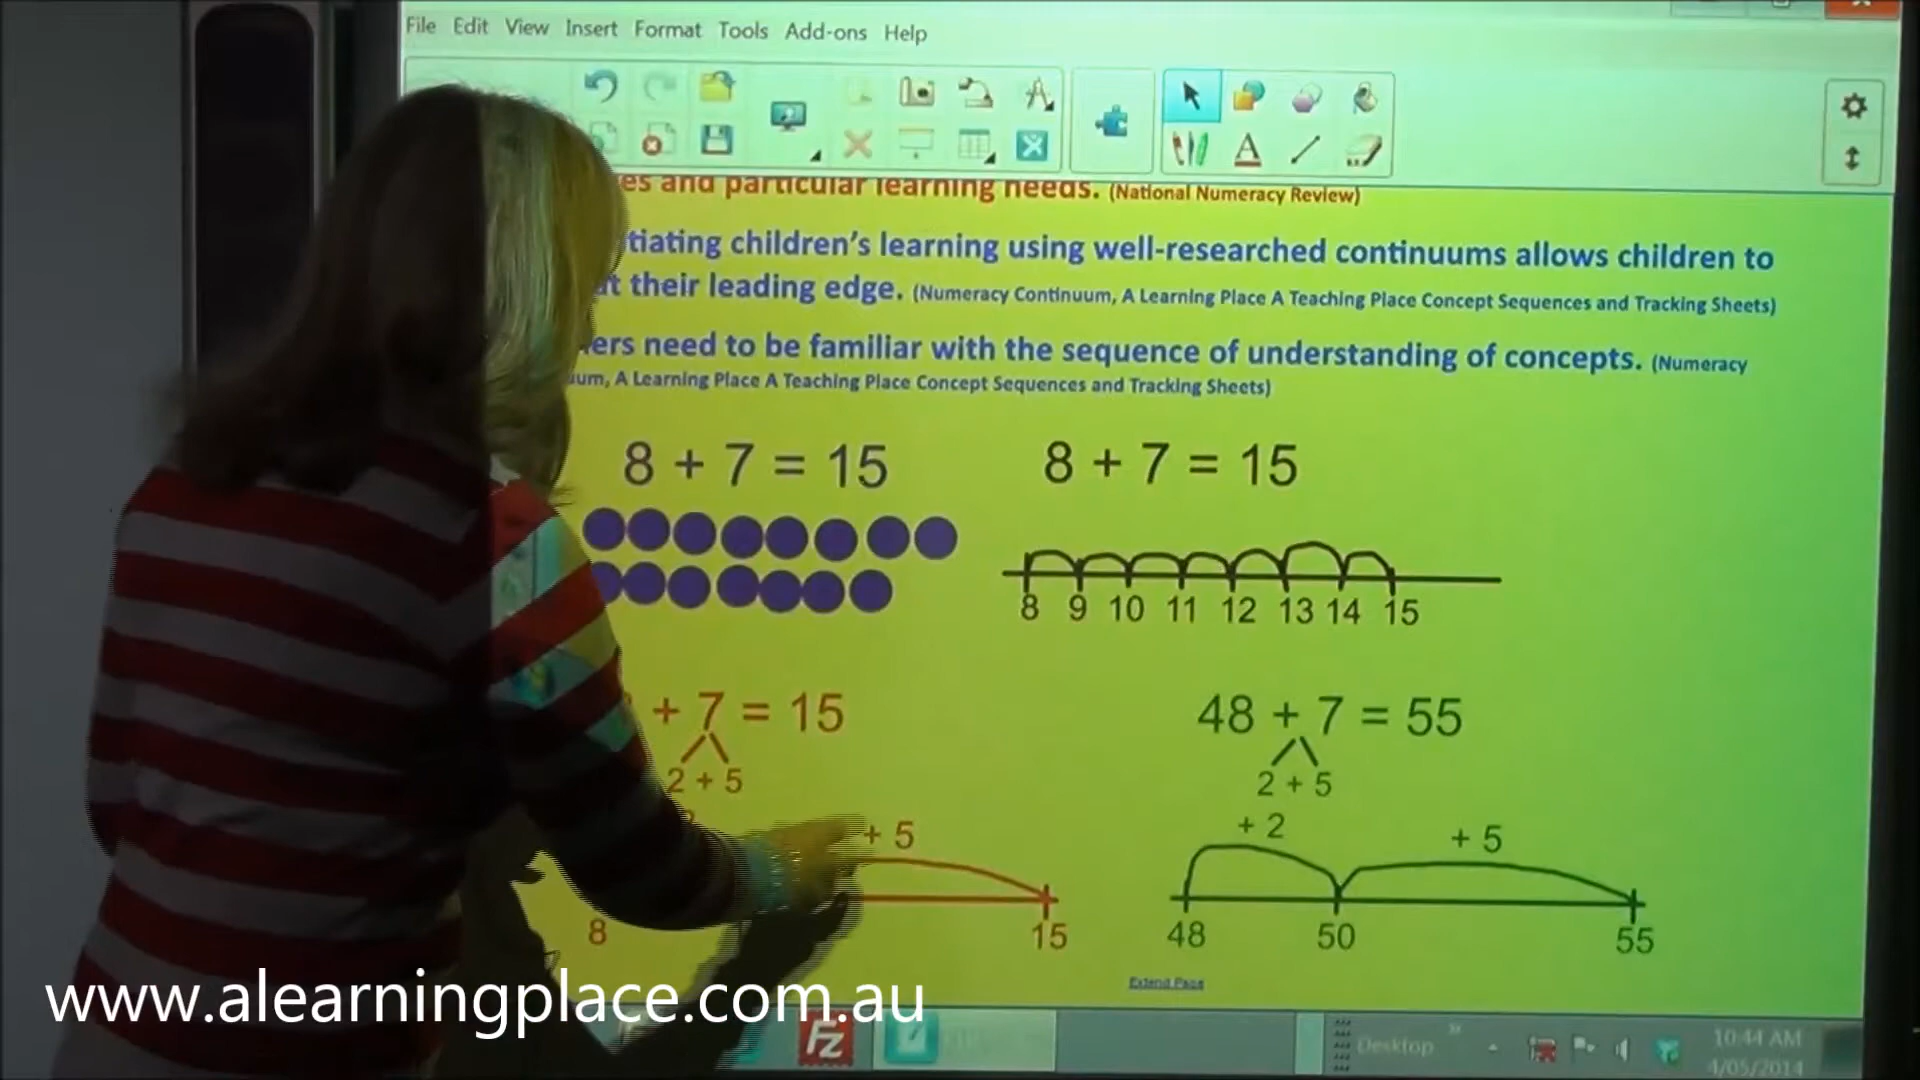 File Edit View Insert Format Tools Add-ons Help
and particular learning needs. (National Numeracy Review)
children's learning using well-researched continuums allows children to
their leading edge. (Numeracy Continuum, A Learning Place A Teaching Place Concept Sequences and Tracking Sheets)
need to be familiar with the sequence of understanding of concepts. (Numeracy
A Learning Place A Teaching Place Concept Sequences and Tracking Sheets)
8 + 7 = 15 8 + 7 = 15
8 9 10 11 12 13 14 15
+ 7 = 15 48 + 7 = 55
2 + 5 2 + 5
+ 5 + 2 + 5
8 15 48 50 55
Extend Page
www.alearningplace.com.au
FZ Desktop 10:44 AM
4/05/2014